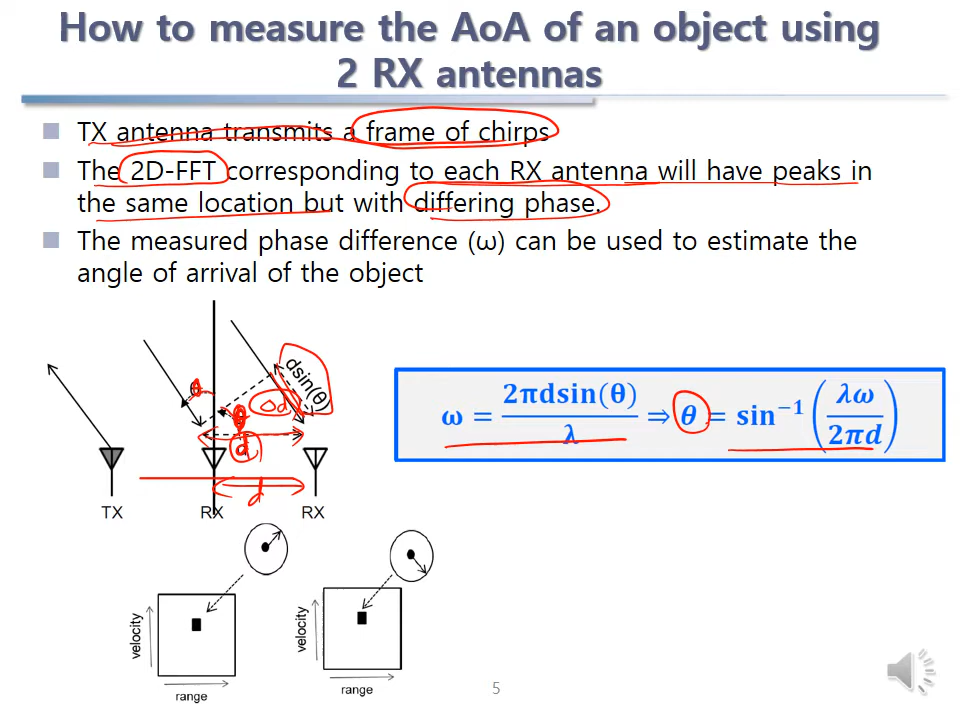 How to measure the AoA of an object using
2 RX antennas
TX antenna transmits a frame of chirps
The 2D-FFT corresponding to each RX antenna will have peaks in
the same location but with differing phase.
The measured phase difference (ω) can be used to estimate the
angle of arrival of the object
θ
dsin(θ)
Δd
θ
d
d
TX
RX
RX
ω = 2πdsin(θ)/λ ⇒ θ = sin⁻¹(λω/2πd)
velocity
range
velocity
range
5